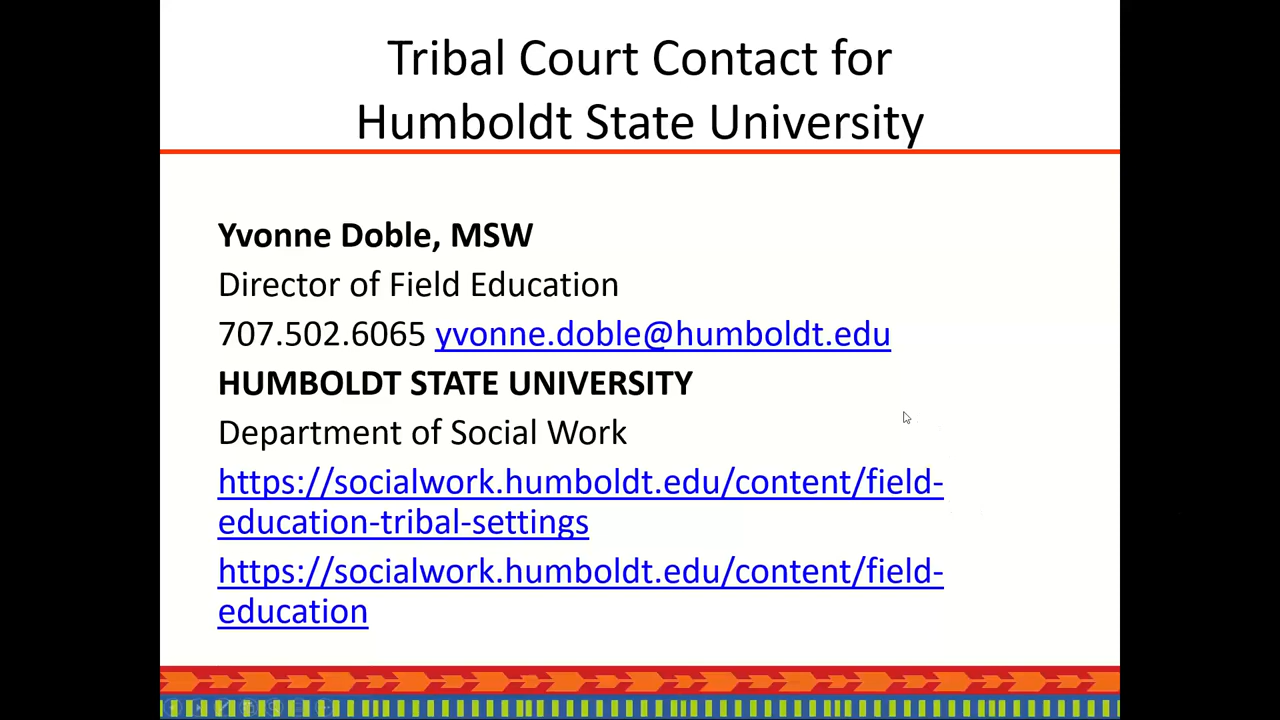 Tribal Court Contact for
Humboldt State University
Yvonne Doble, MSW
Director of Field Education
707.502.6065 yvonne.doble@humboldt.edu
HUMBOLDT STATE UNIVERSITY
Department of Social Work
https://socialwork.humboldt.edu/content/field-
education-tribal-settings
https://socialwork.humboldt.edu/content/field-
education